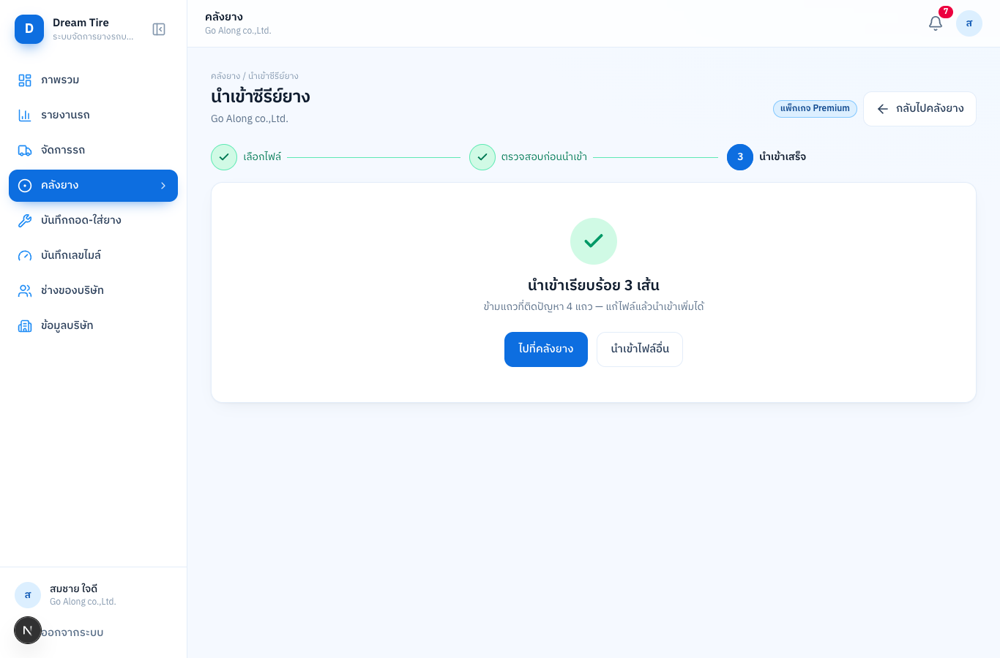 D
Dream Tire
ระบบจัดการยางรถบ...
ภาพรวม
รายงานรถ
จัดการรถ
คลังยาง
บันทึกถอด-ใส่ยาง
บันทึกเลขไมล์
ช่างของบริษัท
ข้อมูลบริษัท
ส
สมชาย ใจดี
Go Along co.,Ltd.
N
ออกจากระบบ
คลังยาง
Go Along co.,Ltd.
7
ส
คลังยาง / นำเข้าซีรีย์ยาง
นำเข้าซีรีย์ยาง
Go Along co.,Ltd.
แพ็กเกจ Premium
กลับไปคลังยาง
เลือกไฟล์
ตรวจสอบก่อนนำเข้า
3 นำเข้าเสร็จ
นำเข้าเรียบร้อย 3 เส้น
ข้ามแถวที่ติดปัญหา 4 แถว — แก้ไฟล์แล้วนำเข้าเพิ่มได้
ไปที่คลังยาง
นำเข้าไฟล์อื่น